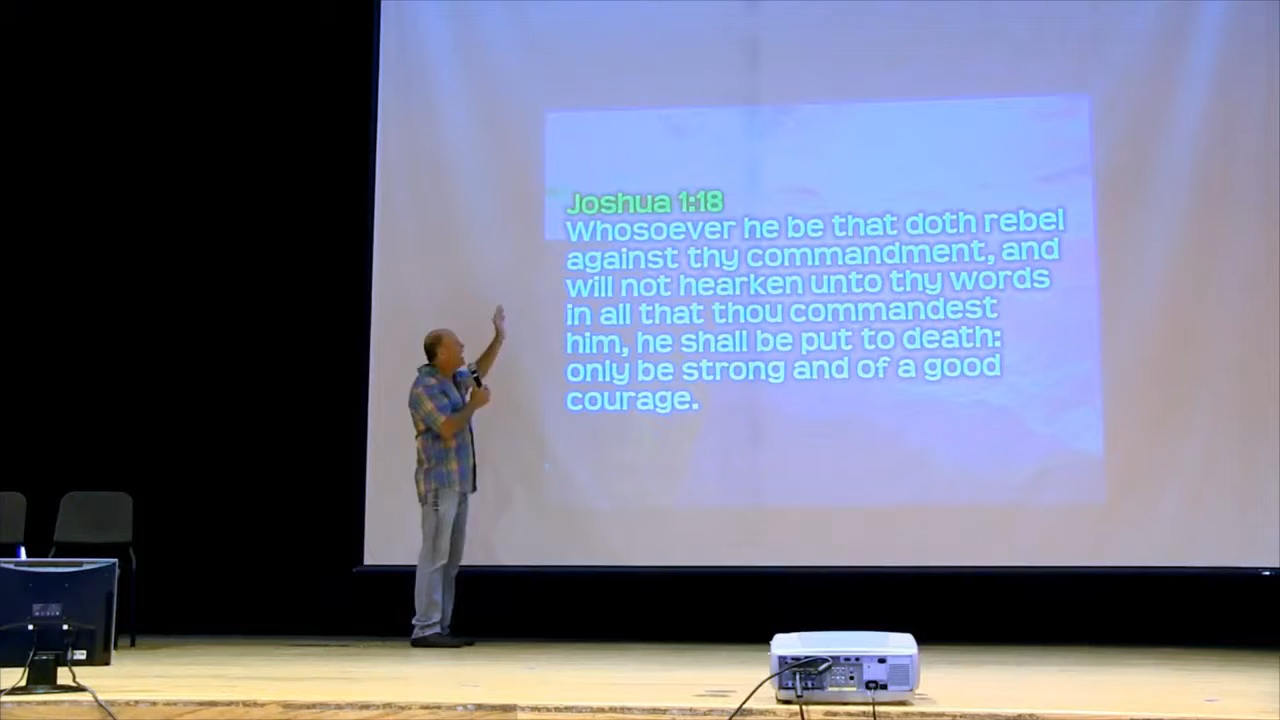 Joshua 1:18
Whosoever he be that doth rebel
against thy commandment, and
will not hearken unto thy words
in all that thou commandest
him, he shall be put to death:
only be strong and of a good
courage.